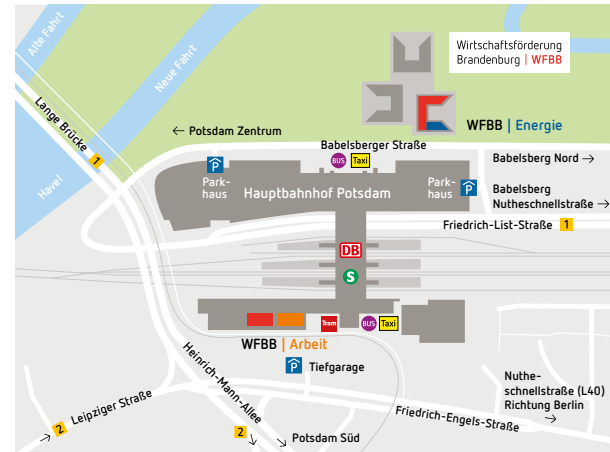 Alte Fahrt
Neue Fahrt
Wirtschaftsförderung
Brandenburg | WFBB
Lange Brücke
1
← Potsdam Zentrum
WFBB | Energie
Babelsberger Straße
BUS
Taxi
Babelsberg Nord →
Havel
P
Park-
haus
Hauptbahnhof Potsdam
Park-
haus
P
Babelsberg
Nutheschnellstraße →
Friedrich-List-Straße 1
DB
S
Tram
BUS
Taxi
WFBB | Arbeit
P
Tiefgarage
Heinrich-Mann-Allee
Nuthe-
schnellstraße (L40)
Richtung Berlin
→
Leipziger Straße
→ 2
Friedrich-Engels-Straße
2
Potsdam Süd